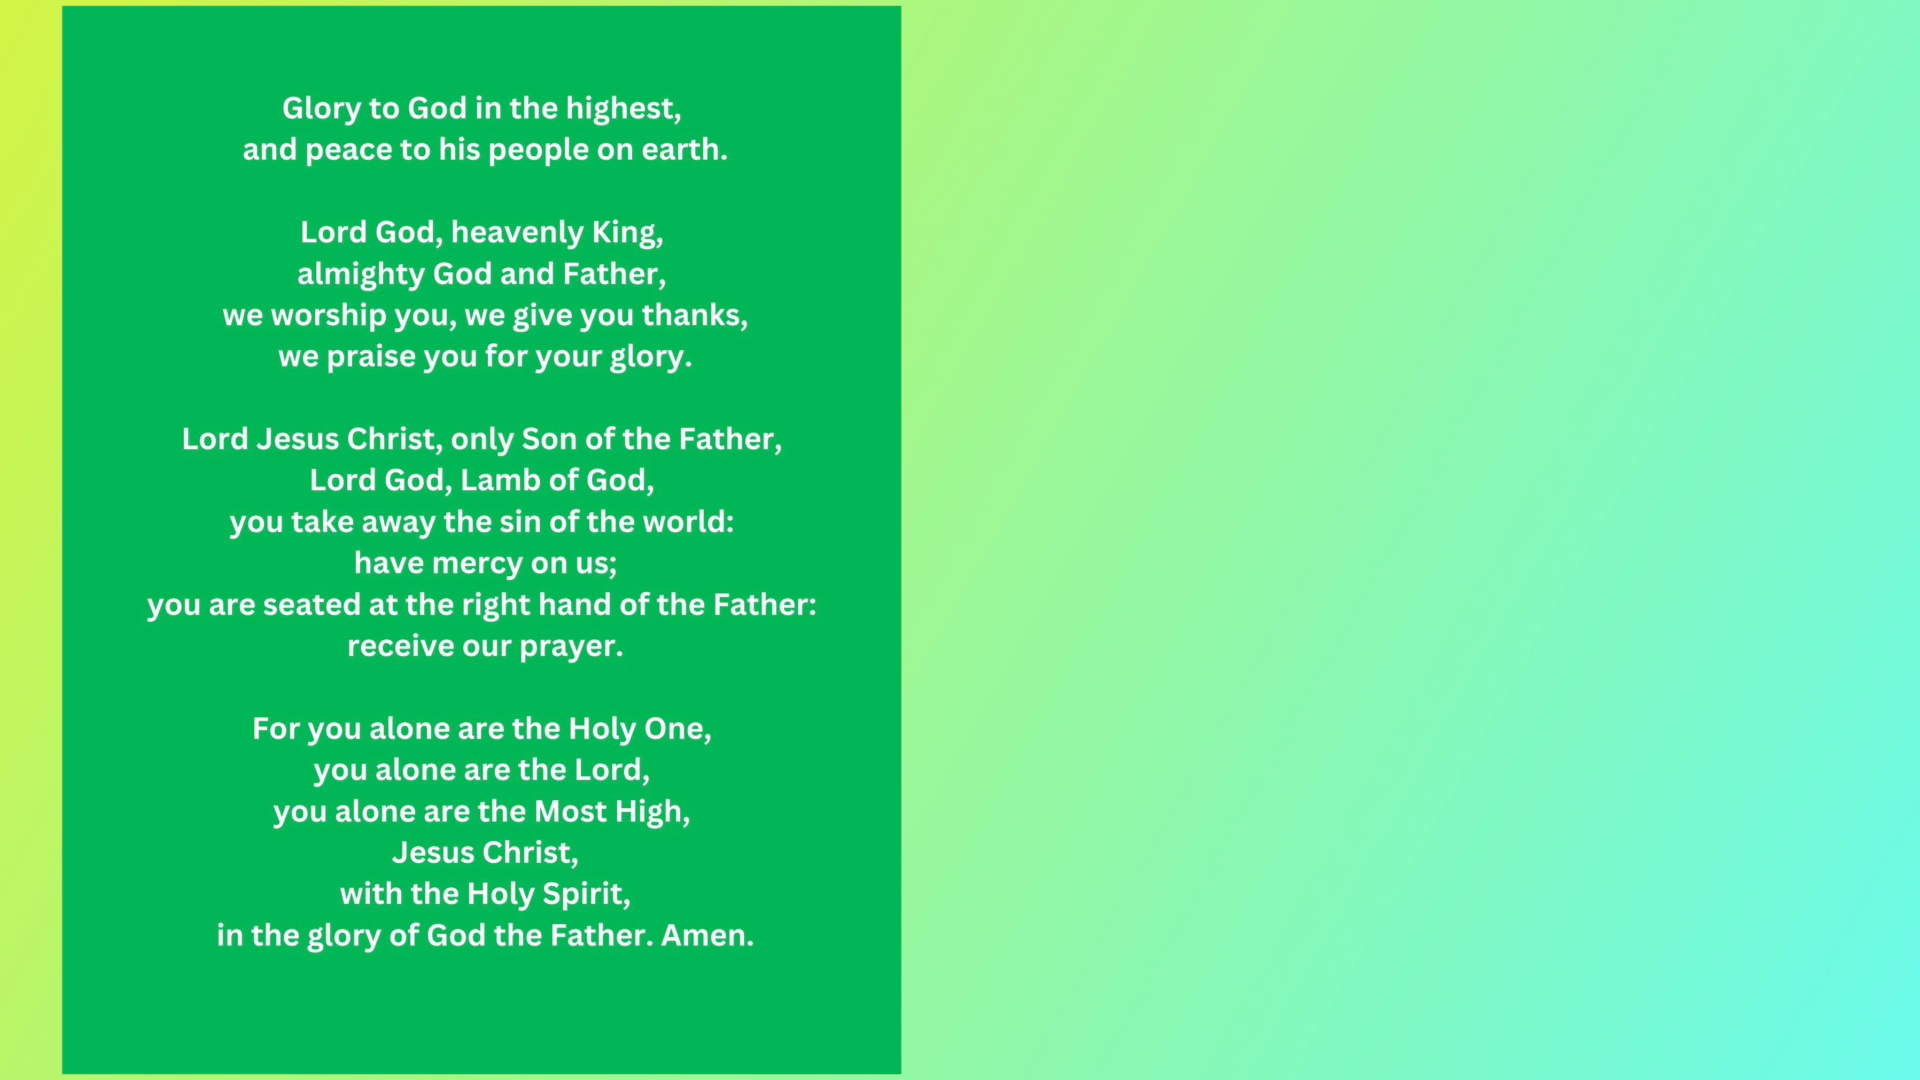 Glory to God in the highest,
and peace to his people on earth.
Lord God, heavenly King,
almighty God and Father,
we worship you, we give you thanks,
we praise you for your glory.
Lord Jesus Christ, only Son of the Father,
Lord God, Lamb of God,
you take away the sin of the world:
have mercy on us;
you are seated at the right hand of the Father:
receive our prayer.
For you alone are the Holy One,
you alone are the Lord,
you alone are the Most High,
Jesus Christ,
with the Holy Spirit,
in the glory of God the Father. Amen.